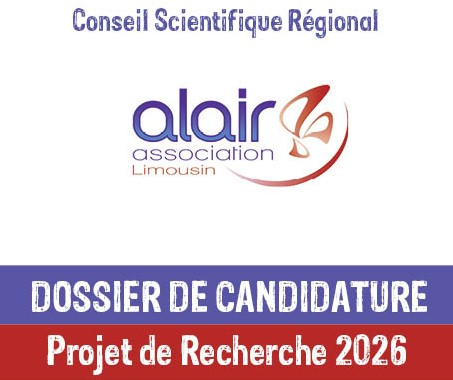 Conseil Scientifique Régional
alair
association
Limousin
DOSSIER DE CANDIDATURE
Projet de Recherche 2026